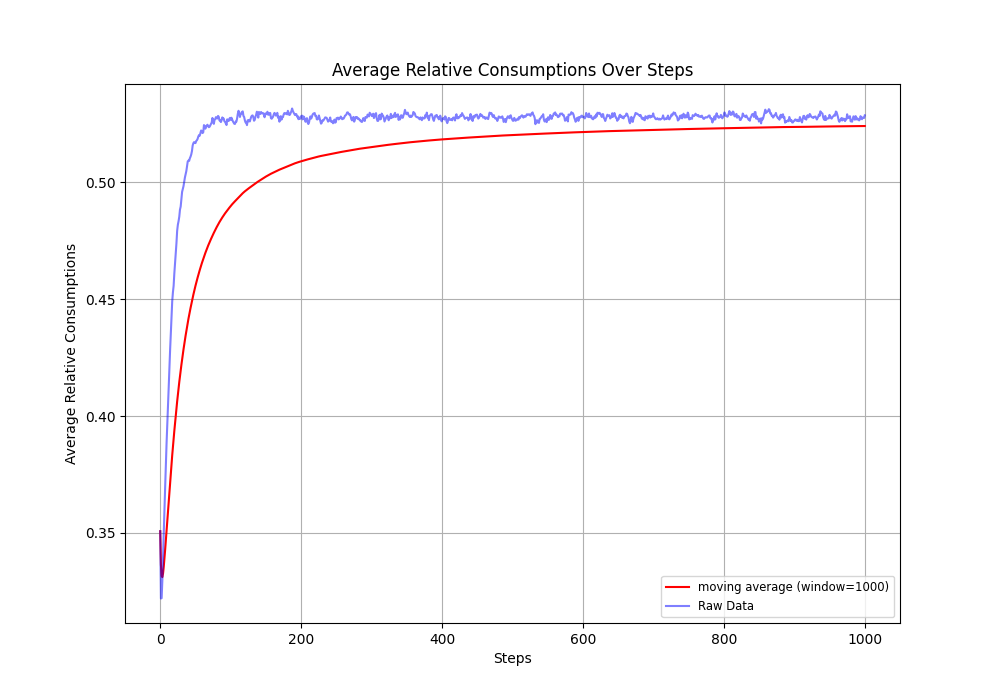 Average Relative Consumptions Over Steps
Average Relative Consumptions
0.50
0.45
0.40
0.35
moving average (window=1000)
Raw Data
0 200 400 600 800 1000
Steps